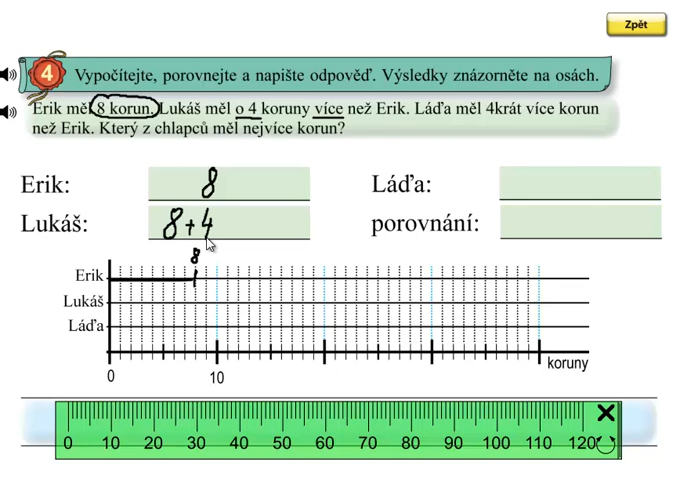 Zpět
4 Vypočítejte, porovnejte a napište odpověď. Výsledky znázorněte na osách.
Erik měl 8 korun. Lukáš měl o 4 koruny více než Erik. Láďa měl 4krát více korun
než Erik. Který z chlapců měl nejvíce korun?
Erik: 8 Láďa:
Lukáš: 8+4 porovnání:
8
Erik
Lukáš
Láďa
koruny
0 10
0 10 20 30 40 50 60 70 80 90 100 110 120